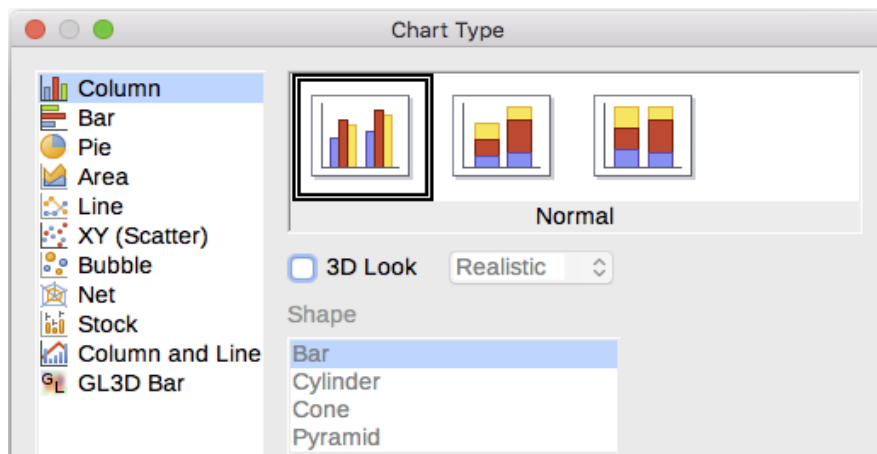 Chart Type
Column
Bar
Pie
Area
Line
XY (Scatter)
Bubble
Net
Stock
Column and Line
GL GL3D Bar
Normal
3D Look Realistic
Shape
Bar
Cylinder
Cone
Pyramid